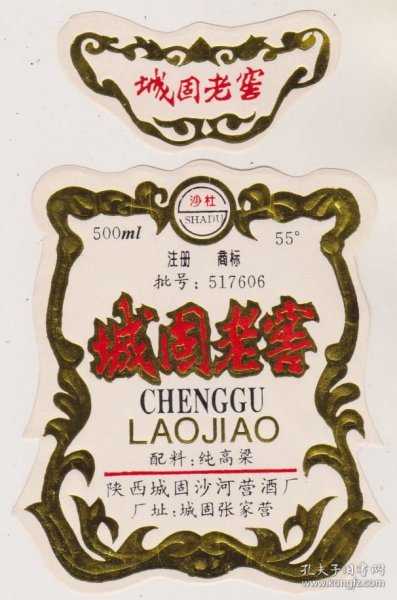 城固老窖
沙杜
SHADU
500ml 55°
注册 商标
批号：517606
城固老窖
CHENGGU
LAOJIAO
配料：纯高粱
陕西城固沙河营酒厂
厂址：城固张家营
孔夫子旧书网
www.kongfz.com